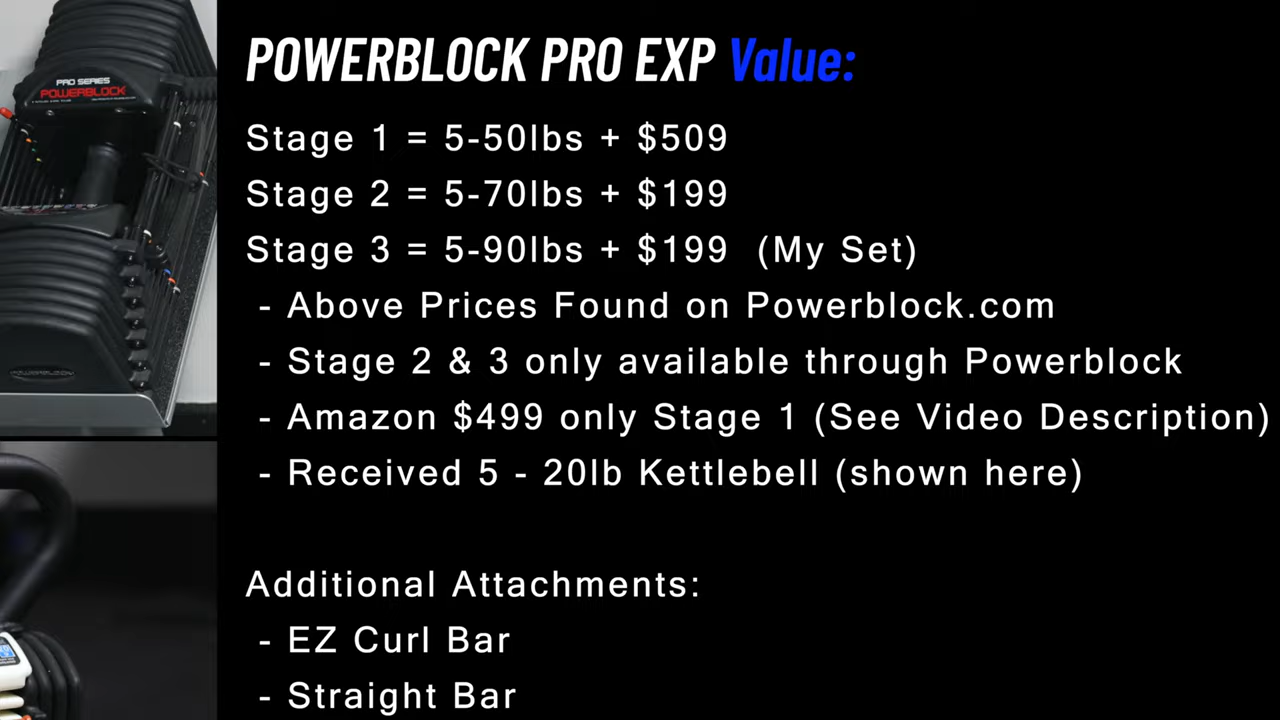 POWERBLOCK PRO EXP Value:
Stage 1 = 5-50lbs + $509
Stage 2 = 5-70lbs + $199
Stage 3 = 5-90lbs + $199 (My Set)
- Above Prices Found on Powerblock.com
- Stage 2 & 3 only available through Powerblock
- Amazon $499 only Stage 1 (See Video Description)
- Received 5 - 20lb Kettlebell (shown here)
Additional Attachments:
- EZ Curl Bar
- Straight Bar
PRO SERIES
POWERBLOCK
POWERBLOCK